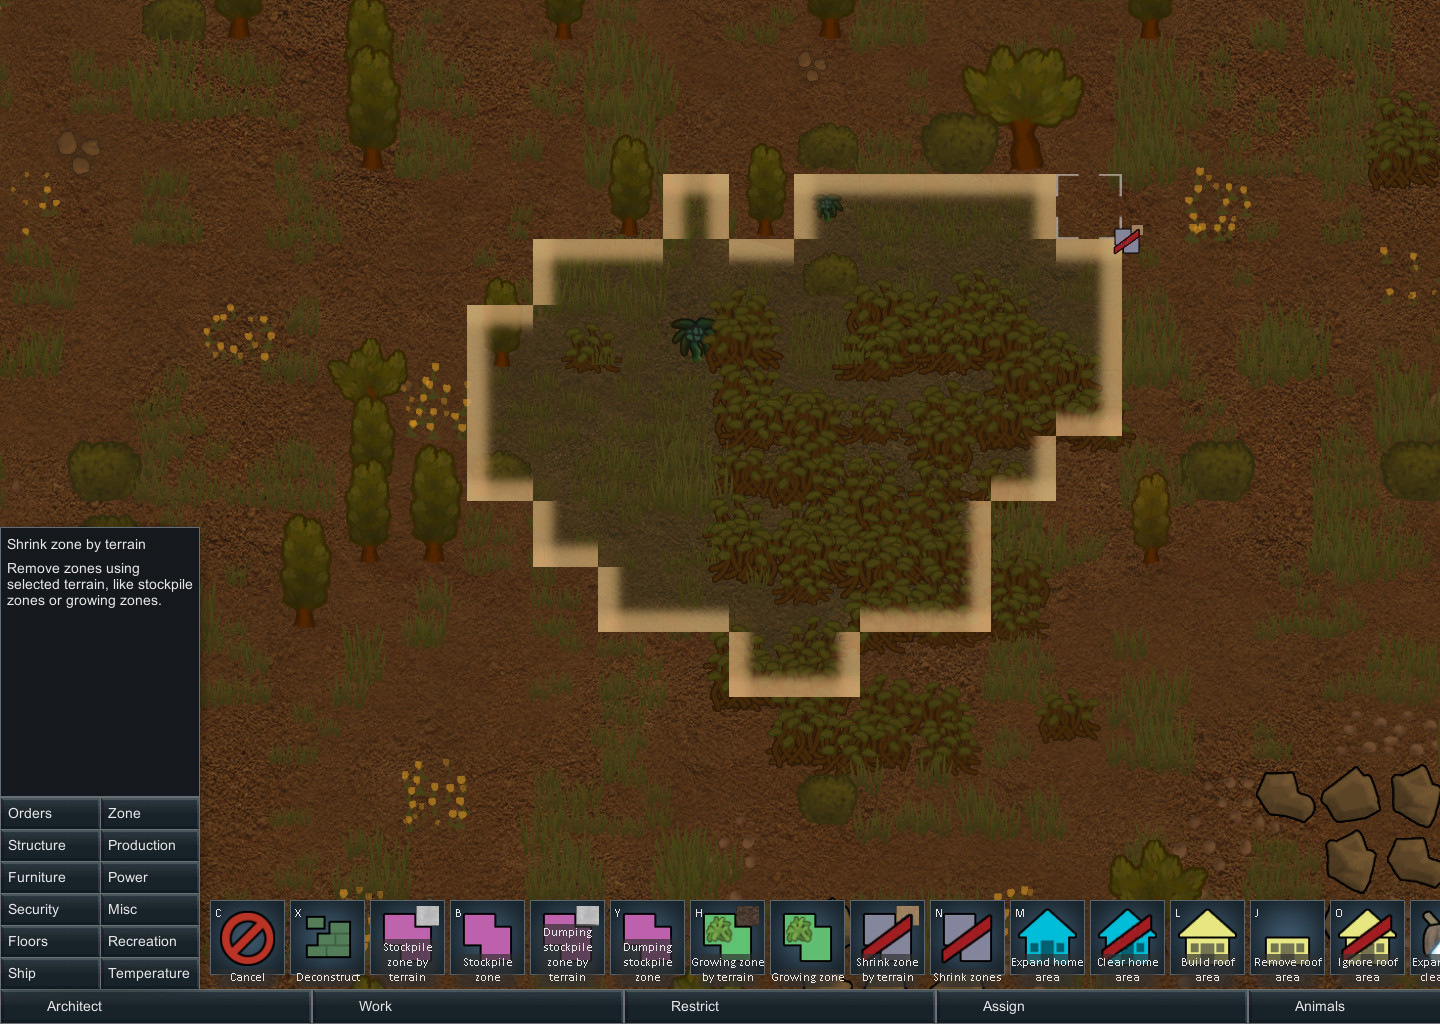 Shrink zone by terrain
Remove zones using
selected terrain, like stockpile
zones or growing zones.
Orders
Zone
Structure
Production
Furniture
Power
Security
Misc
Floors
Recreation
Ship
Temperature
C
Cancel
X
Deconstruct
Stockpile
zone by
terrain
B
Stockpile
zone
Dumping
stockpile
zone by
terrain
Y
Dumping
stockpile
zone
H
Growing zone
by terrain
Growing zone
Shrink zone
by terrain
N
Shrink zones
M
Expand home
area
Clear home
area
L
Build roof
area
J
Remove roof
area
O
Ignore roof
area
Architect
Work
Restrict
Assign
Animals